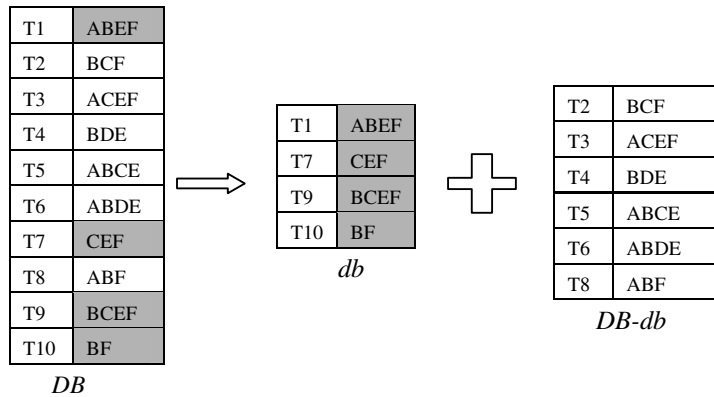 T1 ABEF
T2 BCF
T3 ACEF
T4 BDE
T5 ABCE
T6 ABDE
T7 CEF
T8 ABF
T9 BCEF
T10 BF
DB
T1 ABEF
T7 CEF
T9 BCEF
T10 BF
db
T2 BCF
T3 ACEF
T4 BDE
T5 ABCE
T6 ABDE
T8 ABF
DB-db